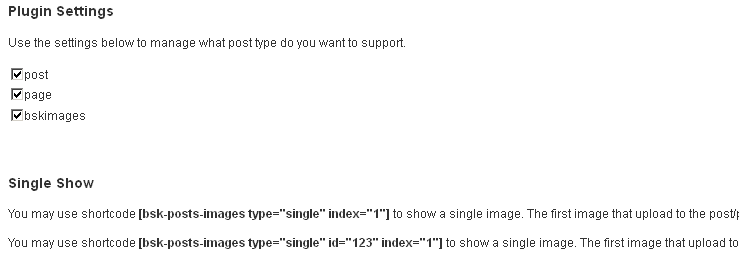 Plugin Settings
Use the settings below to manage what post type do you want to support.
post
page
bskimages
Single Show
You may use shortcode [bsk-posts-images type="single" index="1"] to show a single image. The first image that upload to the post/
You may use shortcode [bsk-posts-images type="single" id="123" index="1"] to show a single image. The first image that upload to